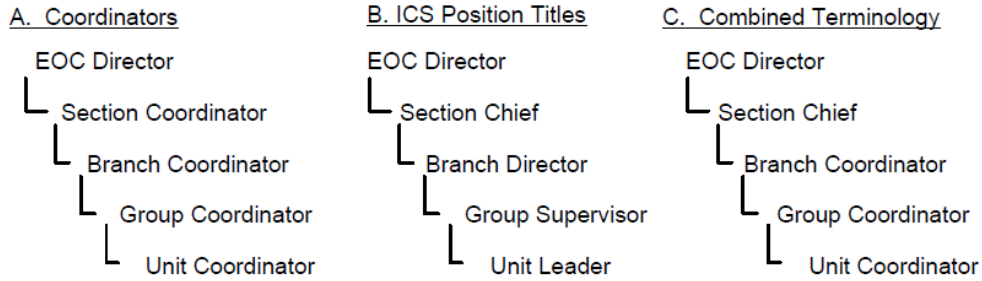 A. Coordinators
EOC Director
Section Coordinator
Branch Coordinator
Group Coordinator
Unit Coordinator
B. ICS Position Titles
EOC Director
Section Chief
Branch Director
Group Supervisor
Unit Leader
C. Combined Terminology
EOC Director
Section Chief
Branch Coordinator
Group Coordinator
Unit Coordinator